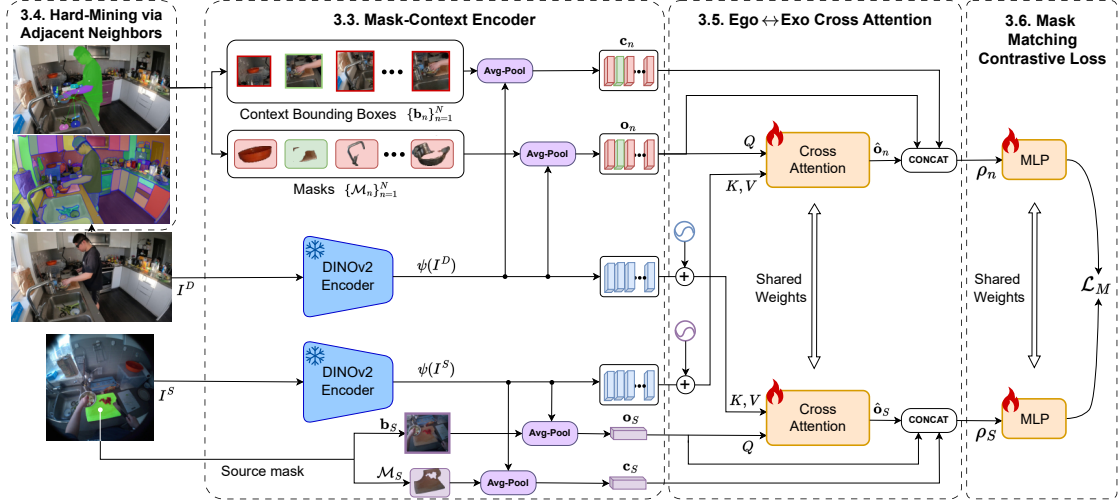 3.4. Hard-Mining via
Adjacent Neighbors
3.3. Mask-Context Encoder
3.5. Ego ↔ Exo Cross Attention
3.6. Mask
Matching
Contrastive Loss
Context Bounding Boxes {b_n}^N_{n=1}
Masks {M_n}^N_{n=1}
Avg-Pool
Avg-Pool
c_n
o_n
Q
K, V
Cross
Attention
ô_n
CONCAT
ρ_n
MLP
I^D
DINOv2
Encoder
ψ(I^D)
+
Shared
Weights
Shared
Weights
L_M
I^S
DINOv2
Encoder
ψ(I^S)
+
K, V
Q
Cross
Attention
ô_S
CONCAT
ρ_S
MLP
Source mask
b_S
M_S
Avg-Pool
Avg-Pool
o_S
c_S